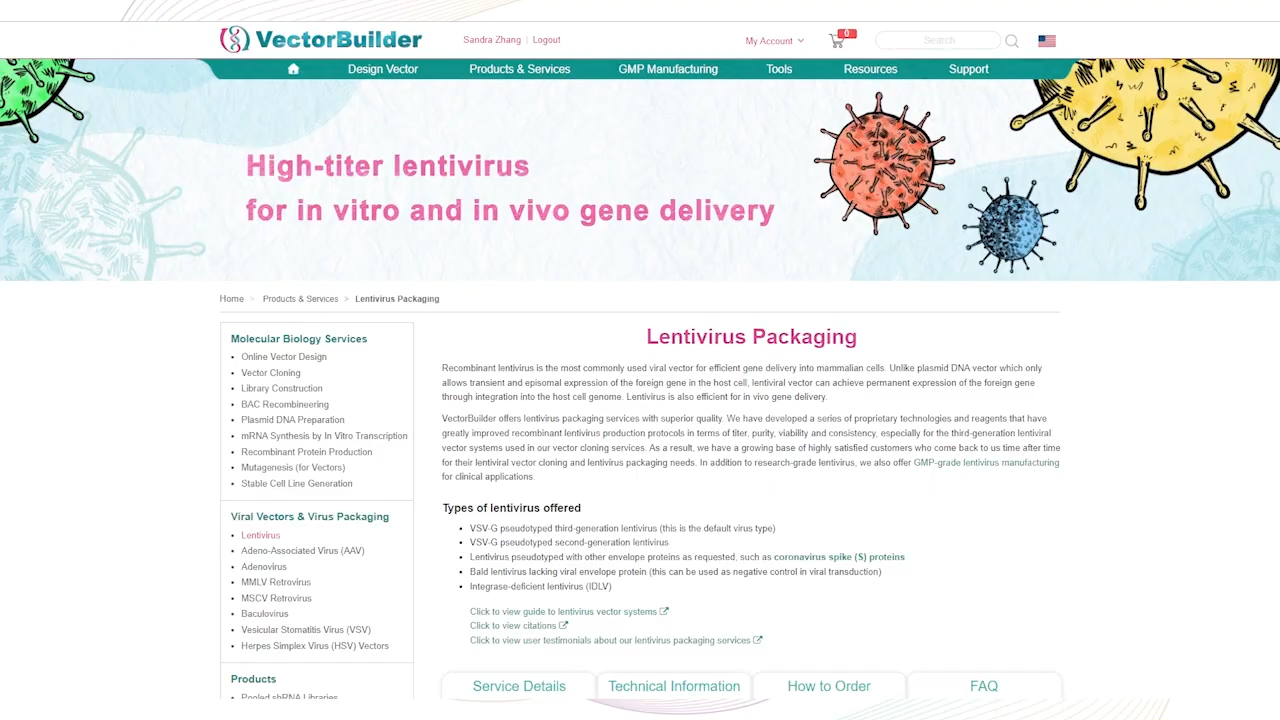 VectorBuilder
Sandra Zhang | Logout
My Account
0
Search
Design Vector
Products & Services
GMP Manufacturing
Tools
Resources
Support
High-titer lentivirus
for in vitro and in vivo gene delivery
Home > Products & Services > Lentivirus Packaging
Molecular Biology Services
• Online Vector Design
• Vector Cloning
• Library Construction
• BAC Recombineering
• Plasmid DNA Preparation
• mRNA Synthesis by In Vitro Transcription
• Recombinant Protein Production
• Mutagenesis (for Vectors)
• Stable Cell Line Generation
Viral Vectors & Virus Packaging
• Lentivirus
• Adeno-Associated Virus (AAV)
• Adenovirus
• MMLV Retrovirus
• MSCV Retrovirus
• Baculovirus
• Vesicular Stomatitis Virus (VSV)
• Herpes Simplex Virus (HSV) Vectors
Products
• Pooled shRNA Libraries
Lentivirus Packaging
Recombinant lentivirus is the most commonly used viral vector for efficient gene delivery into mammalian cells. Unlike plasmid DNA vector which only
allows transient and episomal expression of the foreign gene in the host cell, lentiviral vector can achieve permanent expression of the foreign gene
through integration into the host cell genome. Lentivirus is also efficient for in vivo gene delivery.
VectorBuilder offers lentivirus packaging services with superior quality. We have developed a series of proprietary technologies and reagents that have
greatly improved recombinant lentivirus production protocols in terms of titer, purity, viability and consistency, especially for the third-generation lentiviral
vector systems used in our vector cloning services. As a result, we have a growing base of highly satisfied customers who come back to us time after time
for their lentiviral vector cloning and lentivirus packaging needs. In addition to research-grade lentivirus, we also offer GMP-grade lentivirus manufacturing
for clinical applications.
Types of lentivirus offered
• VSV-G pseudotyped third-generation lentivirus (this is the default virus type)
• VSV-G pseudotyped second-generation lentivirus
• Lentivirus pseudotyped with other envelope proteins as requested, such as coronavirus spike (S) proteins
• Bald lentivirus lacking viral envelope protein (this can be used as negative control in viral transduction)
• Integrase-deficient lentivirus (IDLV)
Click to view guide to lentivirus vector systems
Click to view citations
Click to view user testimonials about our lentivirus packaging services
Service Details
Technical Information
How to Order
FAQ